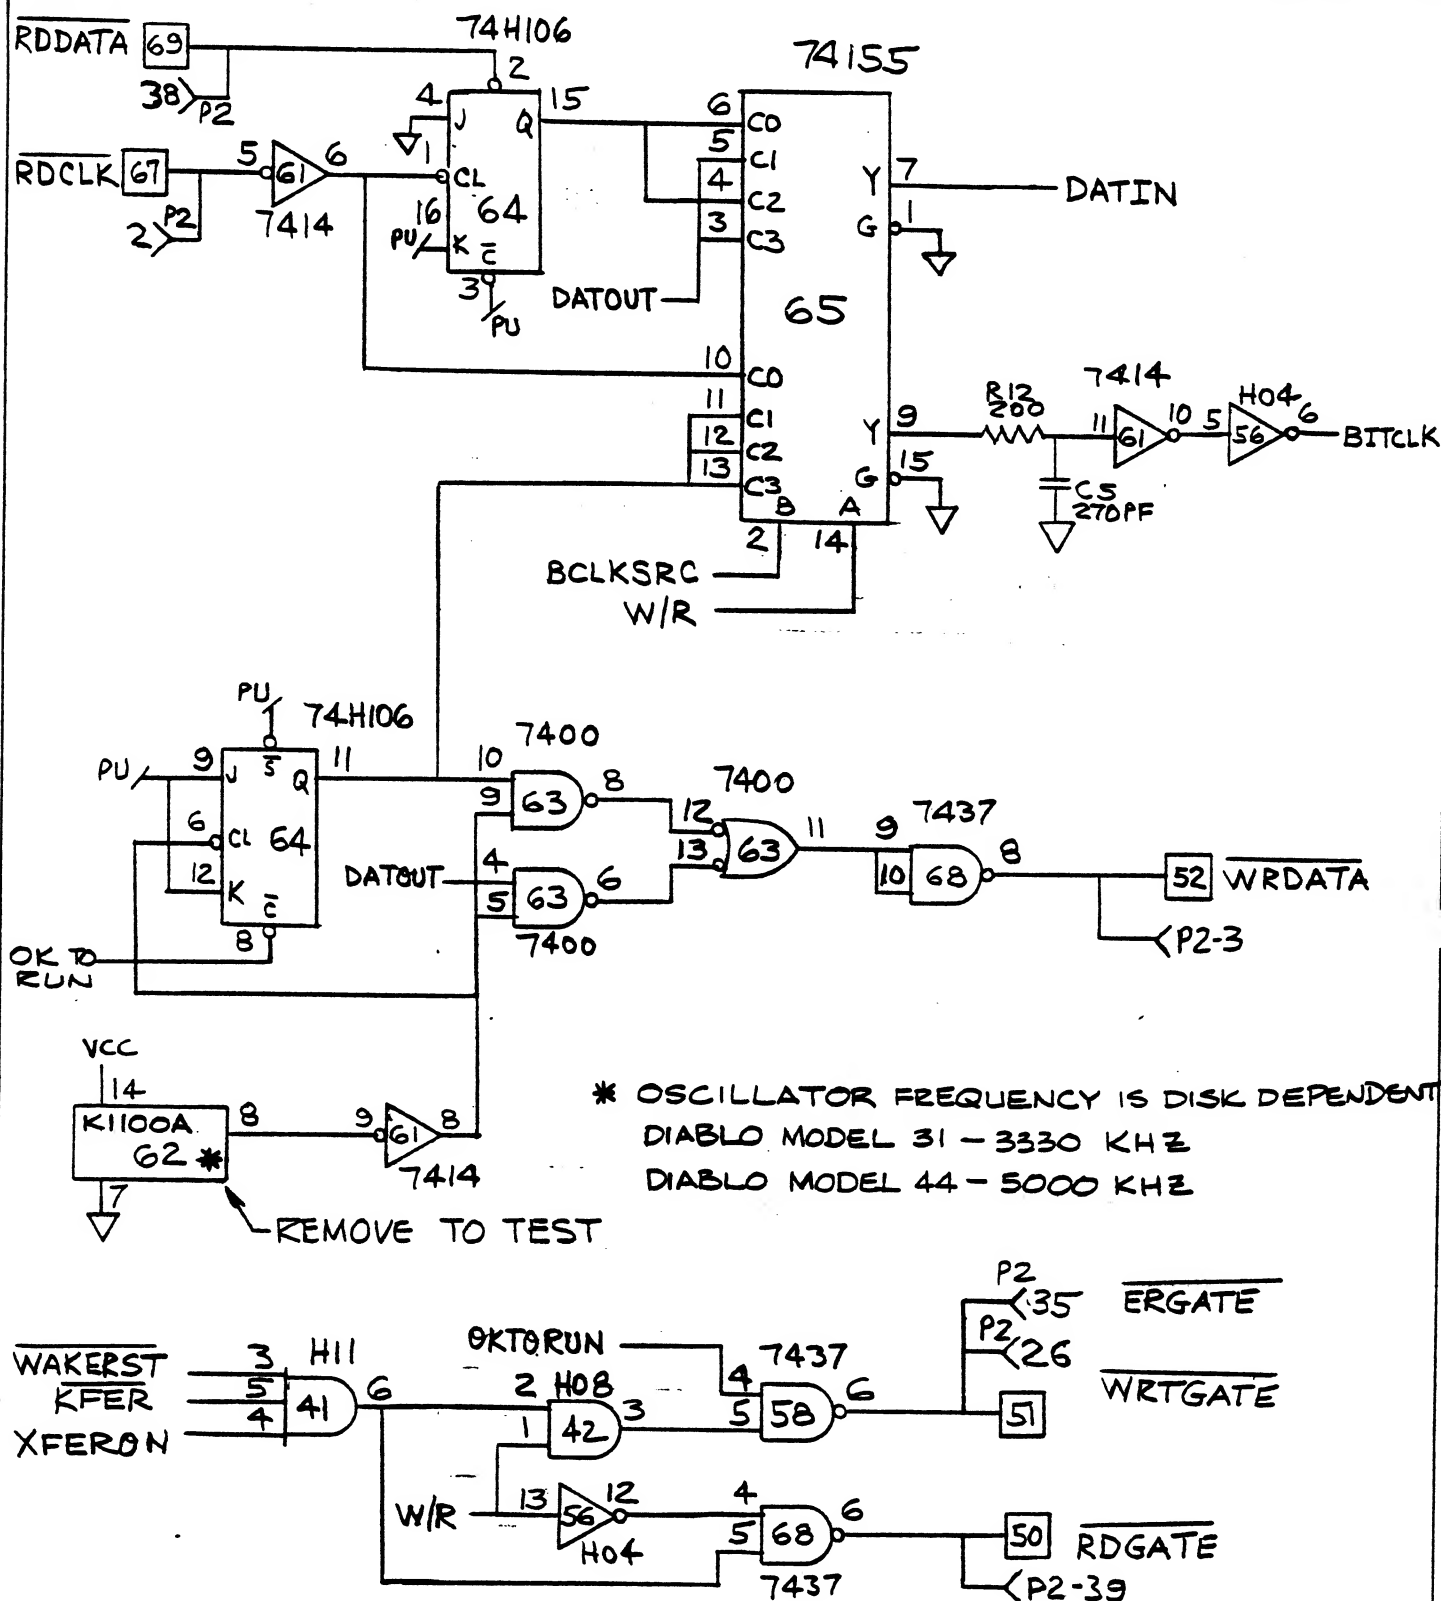 RDDATA 69
38 P2
74H106
2
4 J Q 15
1 CL
16 K C̅ 64
PU
3
PU
RDCLK 67
2 P2
5 61 6
7414
74155
6 C0
5 C1
4 C2
3 C3
DATOUT
65
Y 7 DATIN
G 1
10 C0
11 C1
12 C2
13 C3
Y 9
G 15
B A
2 14
BCLKSRC
W/R
R12
200
C5
270PF
7414
11 61 10
H04
5 56 6
BITCLK
PU
74H106
PU 9 J S̅ Q 11
6 CL 64
12 K C̅
8
OK TO
RUN
7400
10
9 63 8
DATOUT 4
5 63 6
7400
7400
12
13 63 11
7437
9
10 68 8
52 WRDATA
P2-3
VCC
14
K1100A
62 *
8
7
9 61 8
7414
REMOVE TO TEST
* OSCILLATOR FREQUENCY IS DISK DEPENDENT
DIABLO MODEL 31 - 3330 KHZ
DIABLO MODEL 44 - 5000 KHZ
WAKERST 3
KFER 5
XFERON 4
H11
41 6
OKTORUN
2 H08
1 42 3
7437
4
5 58 6
P2
35 ERGATE
P2
26
WRTGATE
51
W/R 13 56 12
H04
4
5 68 6
7437
50 RDGATE
P2-39